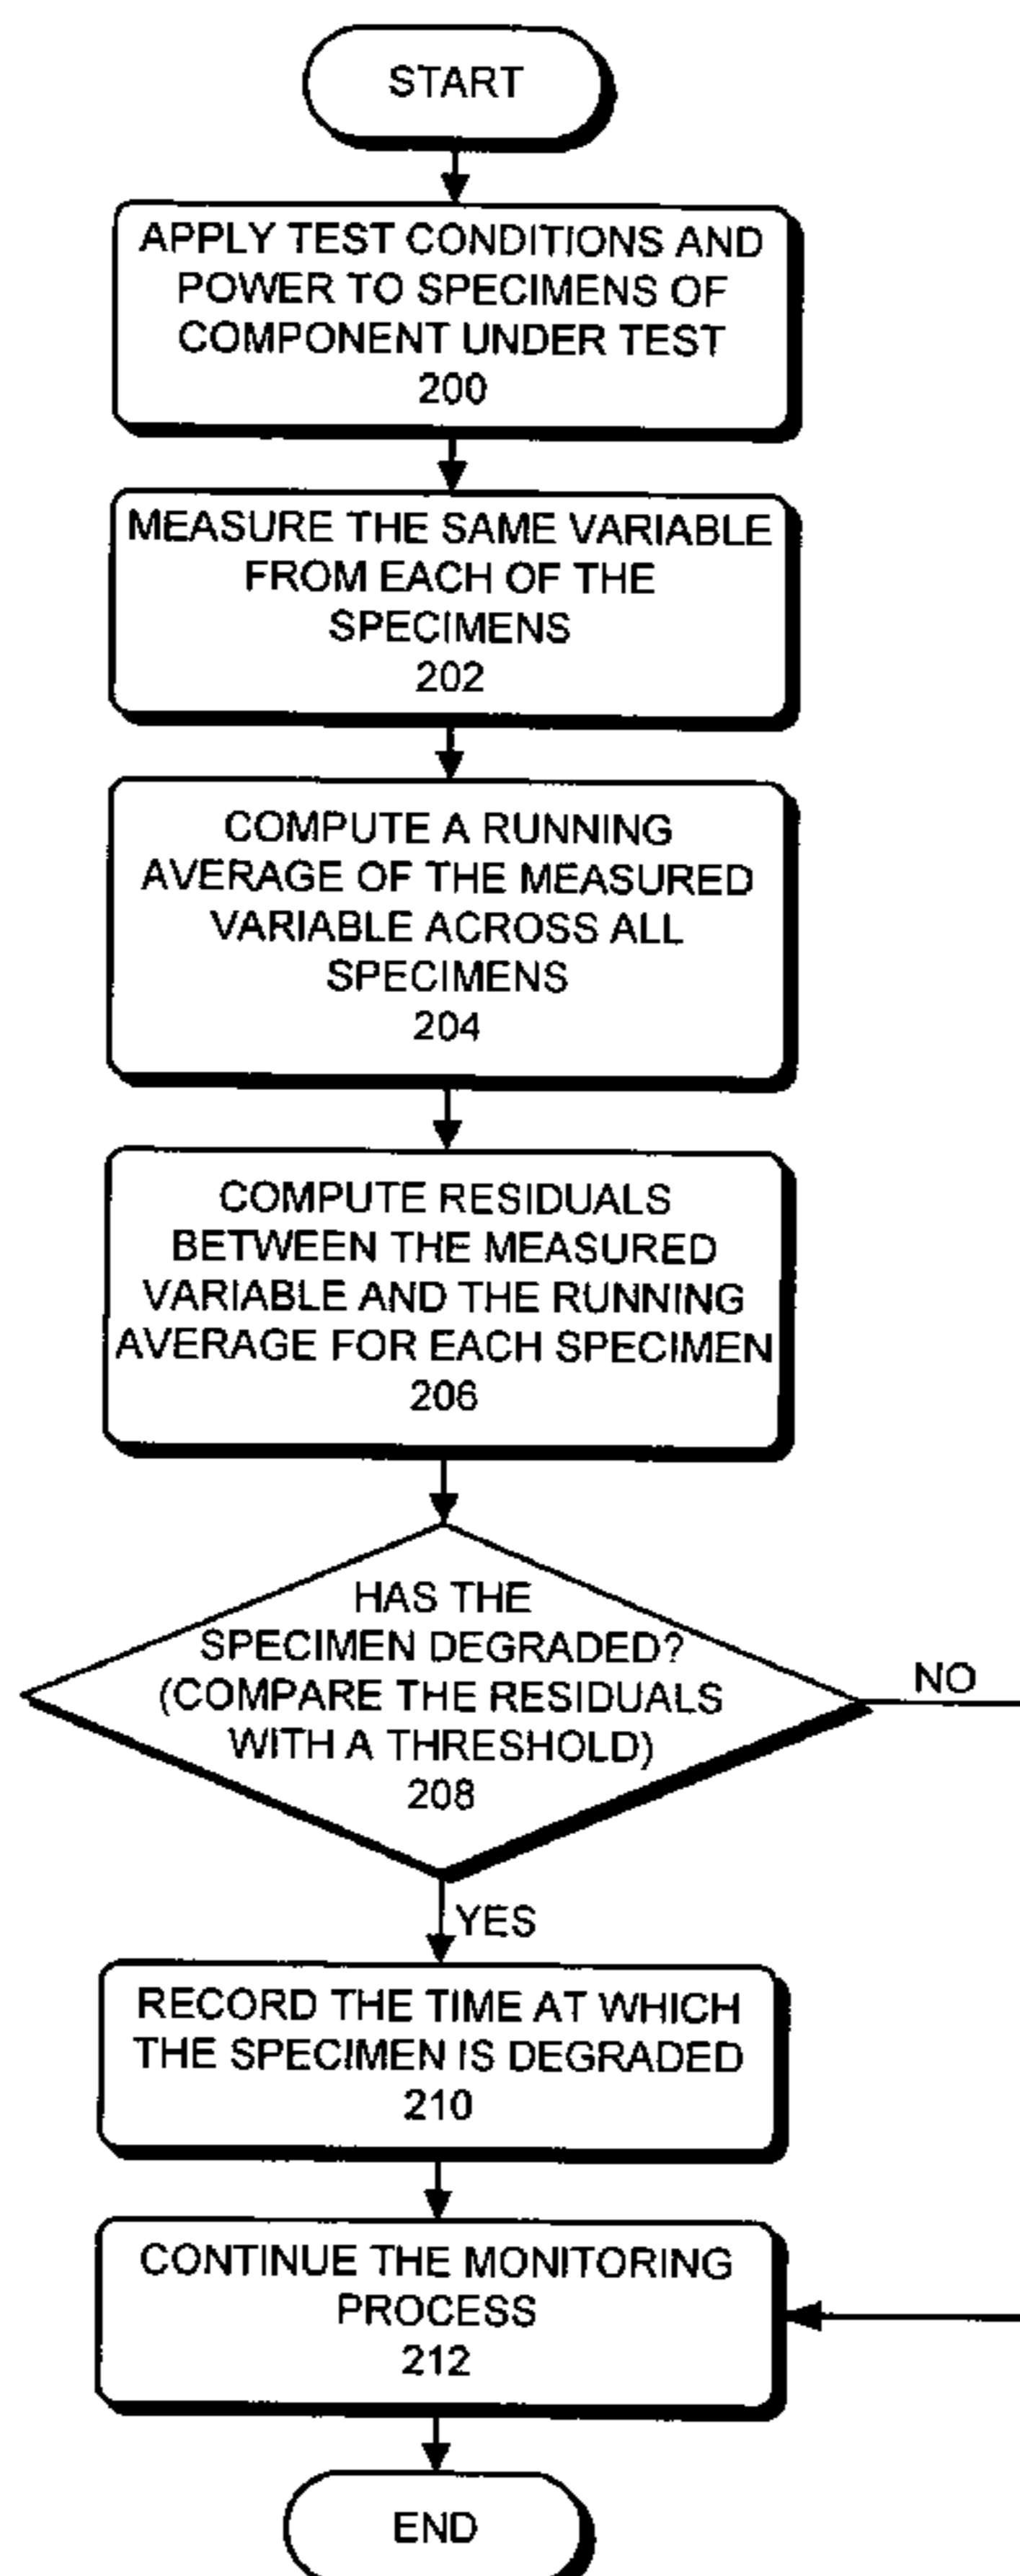 START
APPLY TEST CONDITIONS AND
POWER TO SPECIMENS OF
COMPONENT UNDER TEST
200
MEASURE THE SAME VARIABLE
FROM EACH OF THE
SPECIMENS
202
COMPUTE A RUNNING
AVERAGE OF THE MEASURED
VARIABLE ACROSS ALL
SPECIMENS
204
COMPUTE RESIDUALS
BETWEEN THE MEASURED
VARIABLE AND THE RUNNING
AVERAGE FOR EACH SPECIMEN
206
HAS THE
SPECIMEN DEGRADED?
(COMPARE THE RESIDUALS
WITH A THRESHOLD)
208
NO
YES
RECORD THE TIME AT WHICH
THE SPECIMEN IS DEGRADED
210
CONTINUE THE MONITORING
PROCESS
212
END